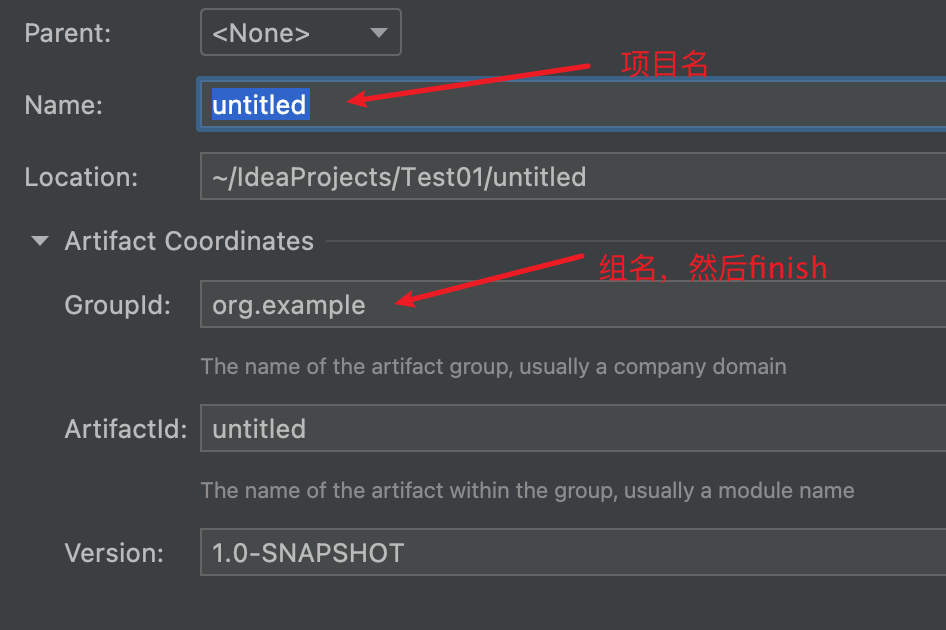 Parent: <None>
项目名
Name: untitled
Location: ~/IdeaProjects/Test01/untitled
Artifact Coordinates
组名，然后finish
GroupId: org.example
The name of the artifact group, usually a company domain
ArtifactId: untitled
The name of the artifact within the group, usually a module name
Version: 1.0-SNAPSHOT